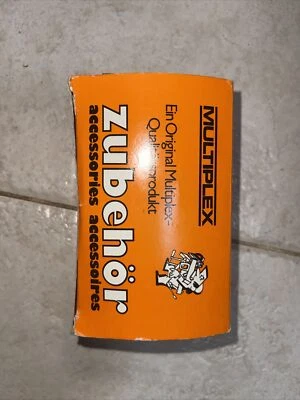 MULTIPLEX
Ein Original Multiplex-
Qualitätsprodukt
zubehör
accessories accessoires